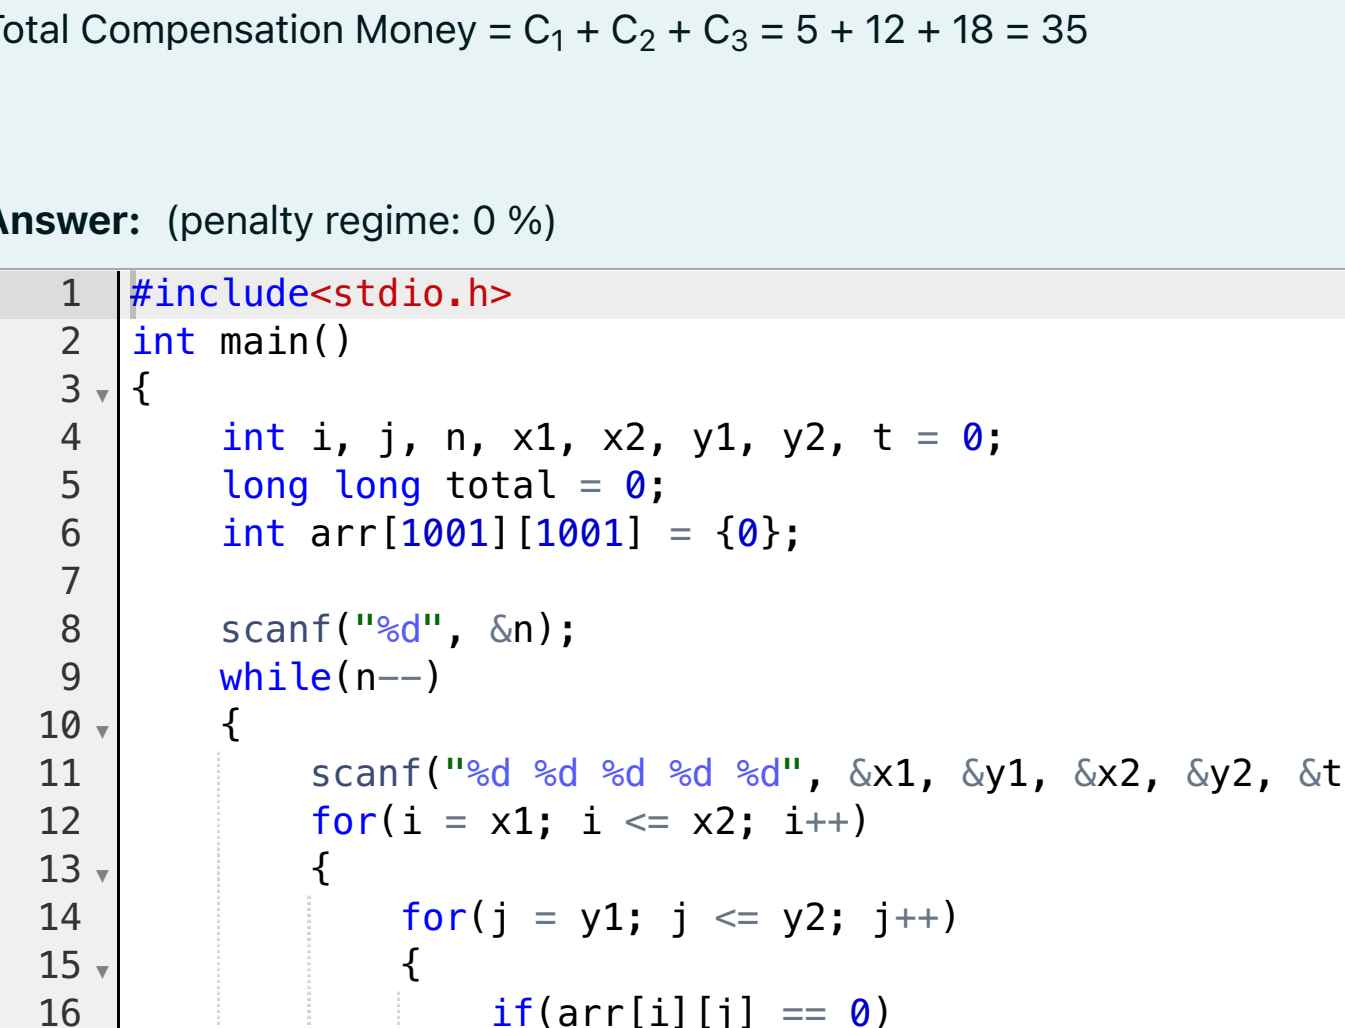 otal Compensation Money = C₁ + C₂ + C₃ = 5 + 12 + 18 = 35
Answer: (penalty regime: 0 %)
1 #include<stdio.h>
2 int main()
3 {
4 int i, j, n, x1, x2, y1, y2, t = 0;
5 long long total = 0;
6 int arr[1001][1001] = {0};
7
8 scanf("%d", &n);
9 while(n--)
10 {
11 scanf("%d %d %d %d %d", &x1, &y1, &x2, &y2, &t
12 for(i = x1; i <= x2; i++)
13 {
14 for(j = y1; j <= y2; j++)
15 {
16 if(arr[i][j] == 0)